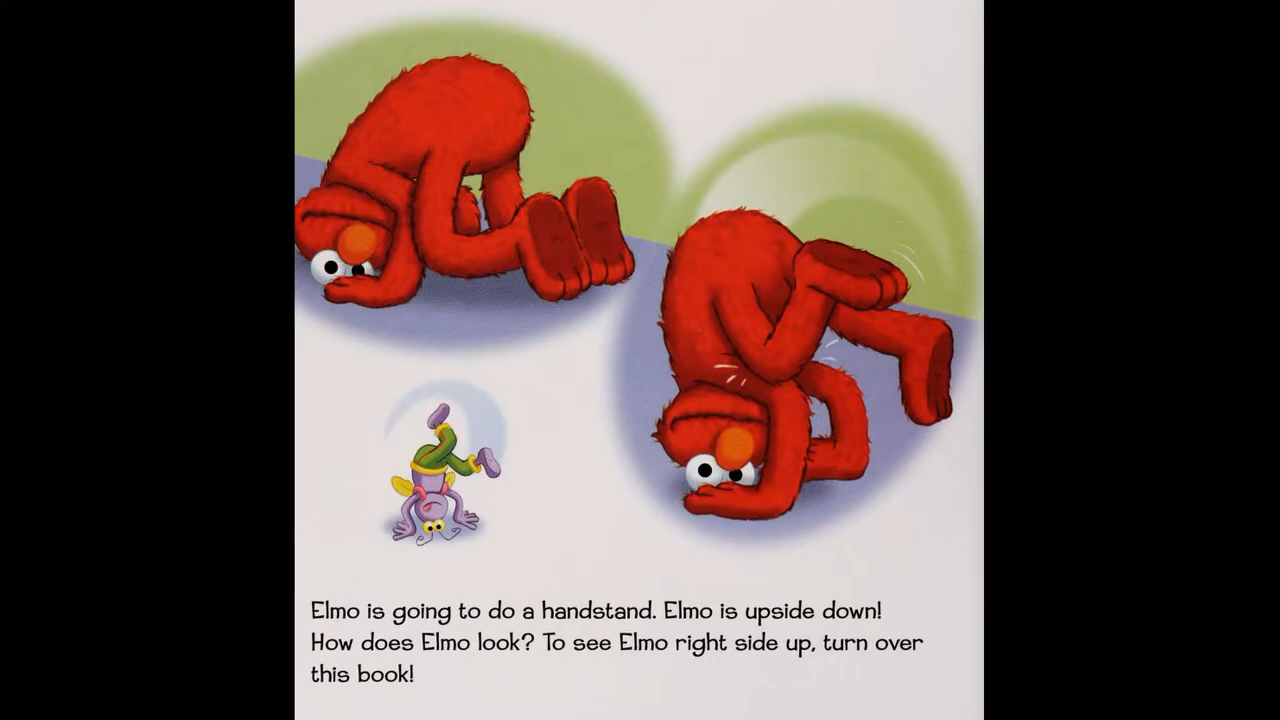 Elmo is going to do a handstand. Elmo is upside down!
How does Elmo look? To see Elmo right side up, turn over
this book!